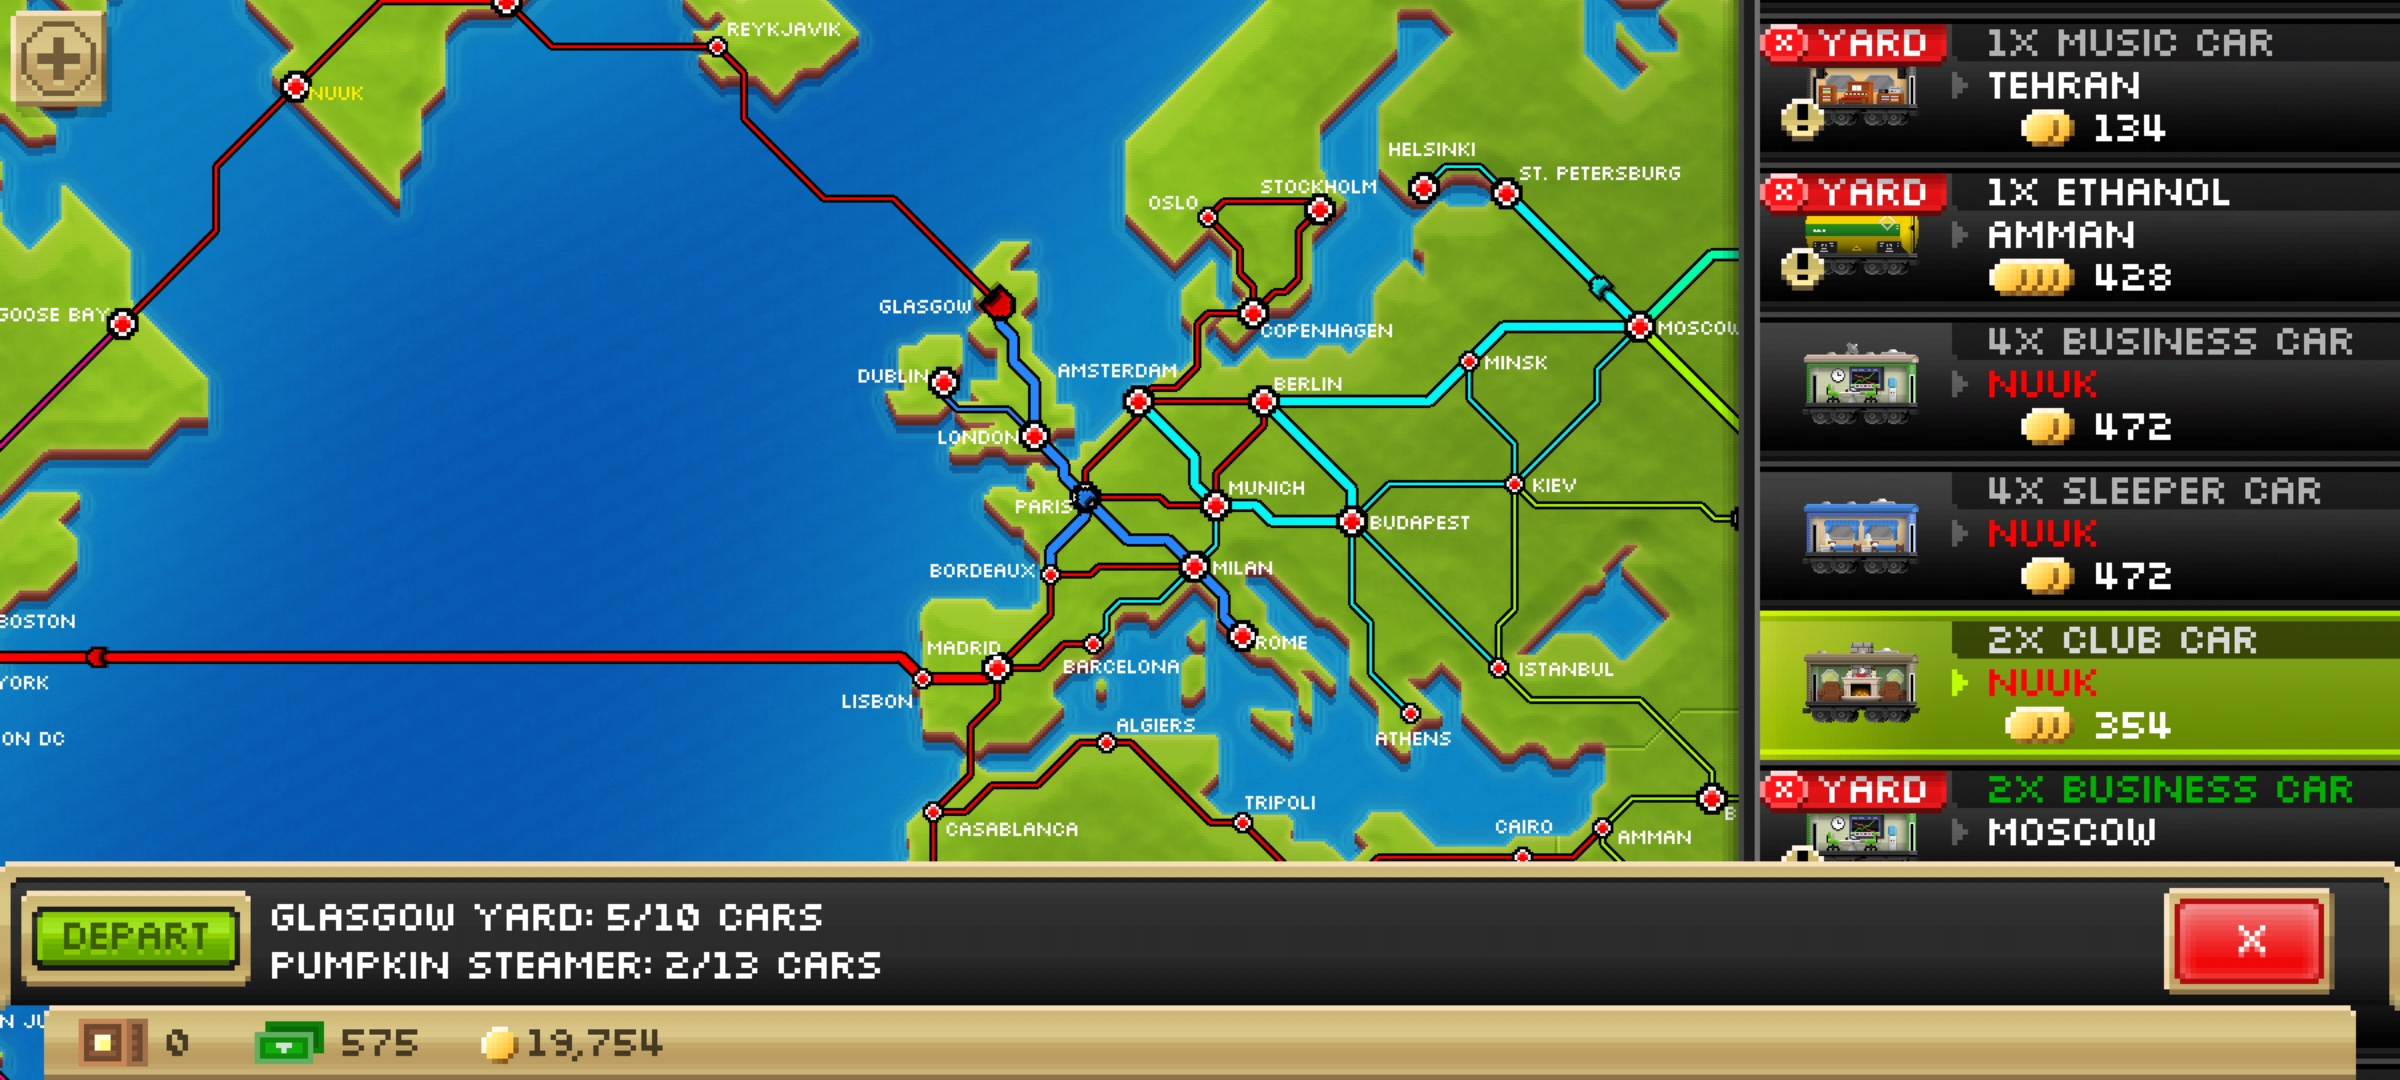 REYKJAVIK
NUUK
HELSINKI
ST. PETERSBURG
STOCKHOLM
OSLO
GLASGOW
GOOSE BAY
COPENHAGEN
MOSCOW
MINSK
AMSTERDAM
DUBLIN
BERLIN
LONDON
MUNICH
KIEV
PARIS
BUDAPEST
BORDEAUX
MILAN
BOSTON
MADRID
ROME
BARCELONA
ISTANBUL
YORK
LISBON
ALGIERS
ON DC
ATHENS
TRIPOLI
CASABLANCA
CAIRO
AMMAN
B
YARD 1X MUSIC CAR
TEHRAN
134
YARD 1X ETHANOL
AMMAN
428
4X BUSINESS CAR
NUUK
472
4X SLEEPER CAR
NUUK
472
2X CLUB CAR
NUUK
354
YARD 2X BUSINESS CAR
MOSCOW
DEPART
GLASGOW YARD: 5/10 CARS
PUMPKIN STEAMER: 2/13 CARS
X
N JU
0 575 19,754